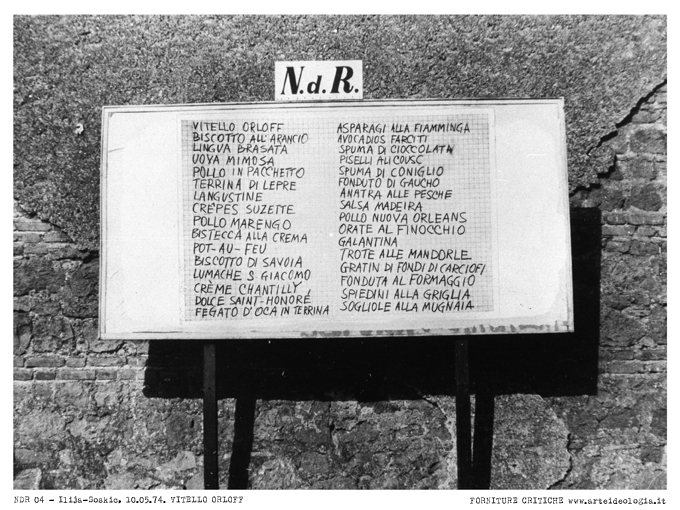 N.d.R.
VITELLO ORLOFF
BISCOTTO ALL'ARANCIO
LINGUA BRASATA
UOVA MIMOSA
POLLO IN PACCHETTO
TERRINA DI LEPRE
LANGUSTINE
CRÊPES SUZETTE
POLLO MARENGO
BISTECCA ALLA CREMA
POT-AU-FEU
BISCOTTO DI SAVOIA
LUMACHE S. GIACOMO
CRÈME CHANTILLY
DOLCE SAINT-HONORÉ
FEGATO D'OCA IN TERRINA
ASPARAGI ALLA FIAMMINGA
AVOCADIOS FARCITI
SPUMA DI CIOCCOLATA
PISELLI ALI COUSC
SPUMA DI CONIGLIO
FONDUTO DI GAUCHO
ANATRA ALLE PESCHE
SALSA MADEIRA
POLLO NUOVA ORLEANS
ORATE AL FINOCCHIO
GALANTINA
TROTE ALLE MANDORLE
GRATIN DI FONDI DI CARCIOFI
FONDUTA AL FORMAGGIO
SPIEDINI ALLA GRIGLIA
SOGLIOLE ALLA MUGNAIA
NDR 04 - Ilija-Soskic, 10.05.74. VITELLO ORLOFF
FORNITURE CRITICHE www.arteideologia.it